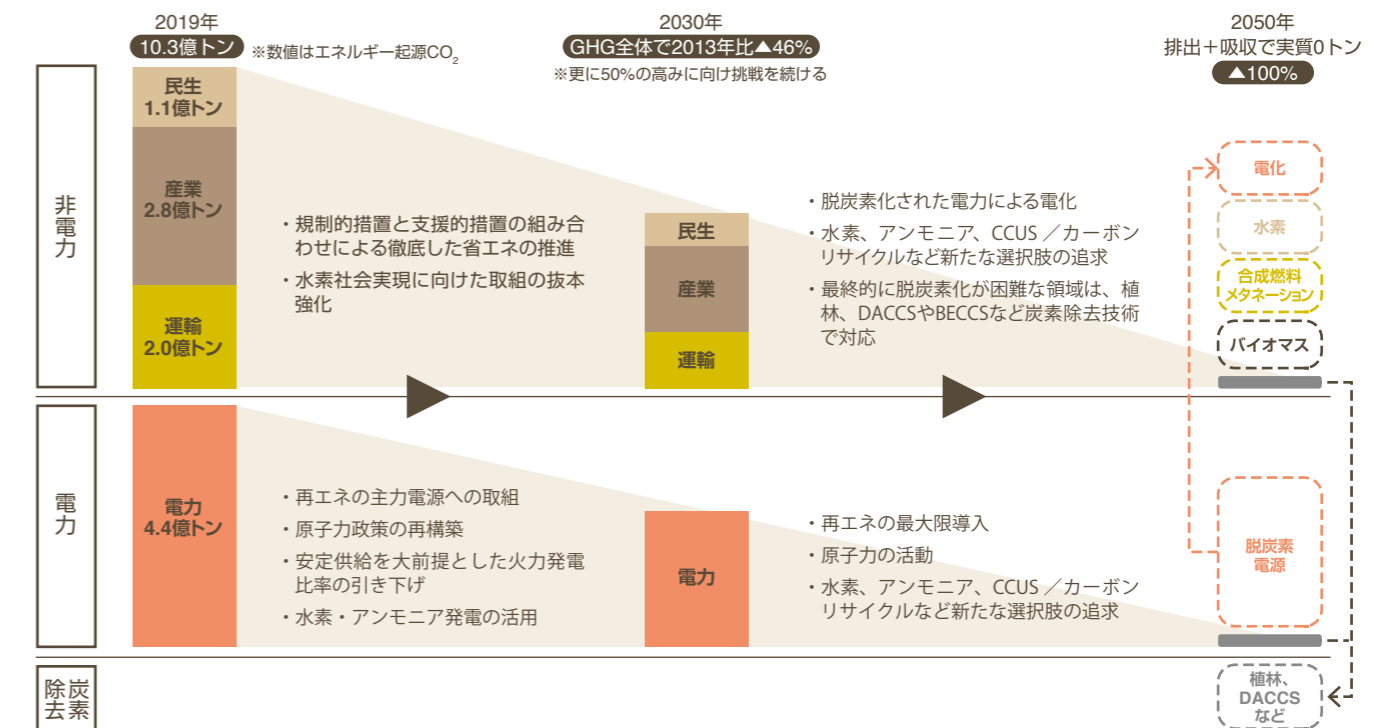 2019年
10.3億トン ※数値はエネルギー起源CO2
2030年
GHG全体で2013年比▲46%
※更に50%の高みに向け挑戦を続ける
2050年
排出＋吸収で実質0トン
▲100%
非電力
民生
1.1億トン
産業
2.8億トン
運輸
2.0億トン
・規制的措置と支援的措置の組み合
わせによる徹底した省エネの推進
・水素社会実現に向けた取組の抜本
強化
民生
産業
運輸
・脱炭素化された電力による電化
・水素、アンモニア、CCUS／カーボン
リサイクルなど新たな選択肢の追求
・最終的に脱炭素化が困難な領域は、植
林、DACCSやBECCSなど炭素除去技術
で対応
電化
水素
合成燃料
メタネーション
バイオマス
電力
電力
4.4億トン
・再エネの主力電源への取組
・原子力政策の再構築
・安定供給を大前提とした火力発電
比率の引き下げ
・水素・アンモニア発電の活用
電力
・再エネの最大限導入
・原子力の活動
・水素、アンモニア、CCUS／カーボン
リサイクルなど新たな選択肢の追求
脱炭素
電源
炭素
除去
植林、
DACCS
など